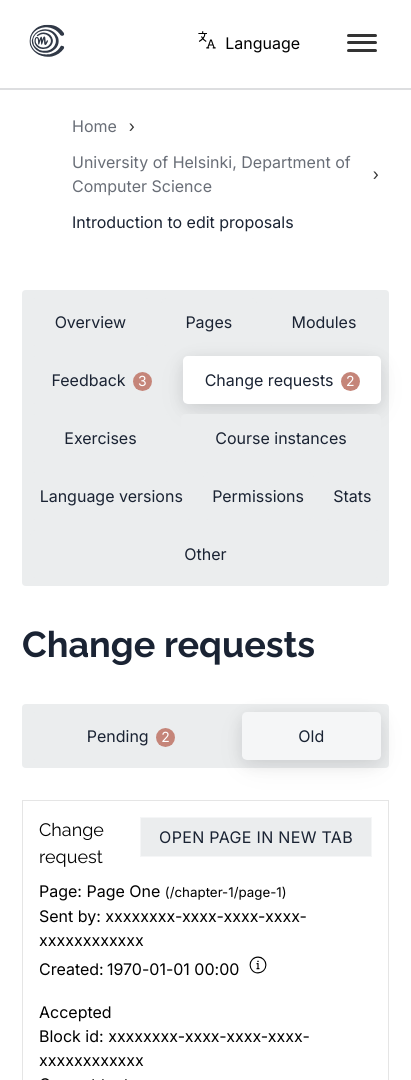 Language
Home
University of Helsinki, Department of
Computer Science
Introduction to edit proposals
Overview
Pages
Modules
Feedback 3
Change requests 2
Exercises
Course instances
Language versions
Permissions
Stats
Other
Change requests
Pending 2
Old
Change
request
OPEN PAGE IN NEW TAB
Page: Page One (/chapter-1/page-1)
Sent by: xxxxxxxx-xxxx-xxxx-xxxx-
xxxxxxxxxxxx
Created: 1970-01-01 00:00
Accepted
Block id: xxxxxxxx-xxxx-xxxx-xxxx-
xxxxxxxxxxxx